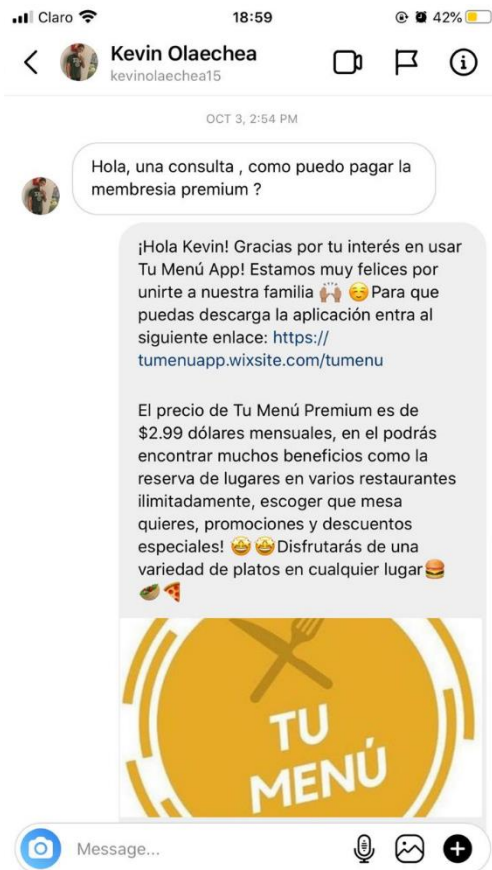 Claro 18:59 42%
Kevin Olaechea
kevinolaechea15
OCT 3, 2:54 PM
Hola, una consulta , como puedo pagar la
membresia premium ?
¡Hola Kevin! Gracias por tu interés en usar
Tu Menú App! Estamos muy felices por
unirte a nuestra familia 🙌🏽 ☺️Para que
puedas descarga la aplicación entra al
siguiente enlace: https://
tumenuapp.wixsite.com/tumenu
El precio de Tu Menú Premium es de
$2.99 dólares mensuales, en el podrás
encontrar muchos beneficios como la
reserva de lugares en varios restaurantes
ilimitadamente, escoger que mesa
quieres, promociones y descuentos
especiales! 🤩🤩Disfrutarás de una
variedad de platos en cualquier lugar🍔
🥙🍕
TU
MENÚ
Message...